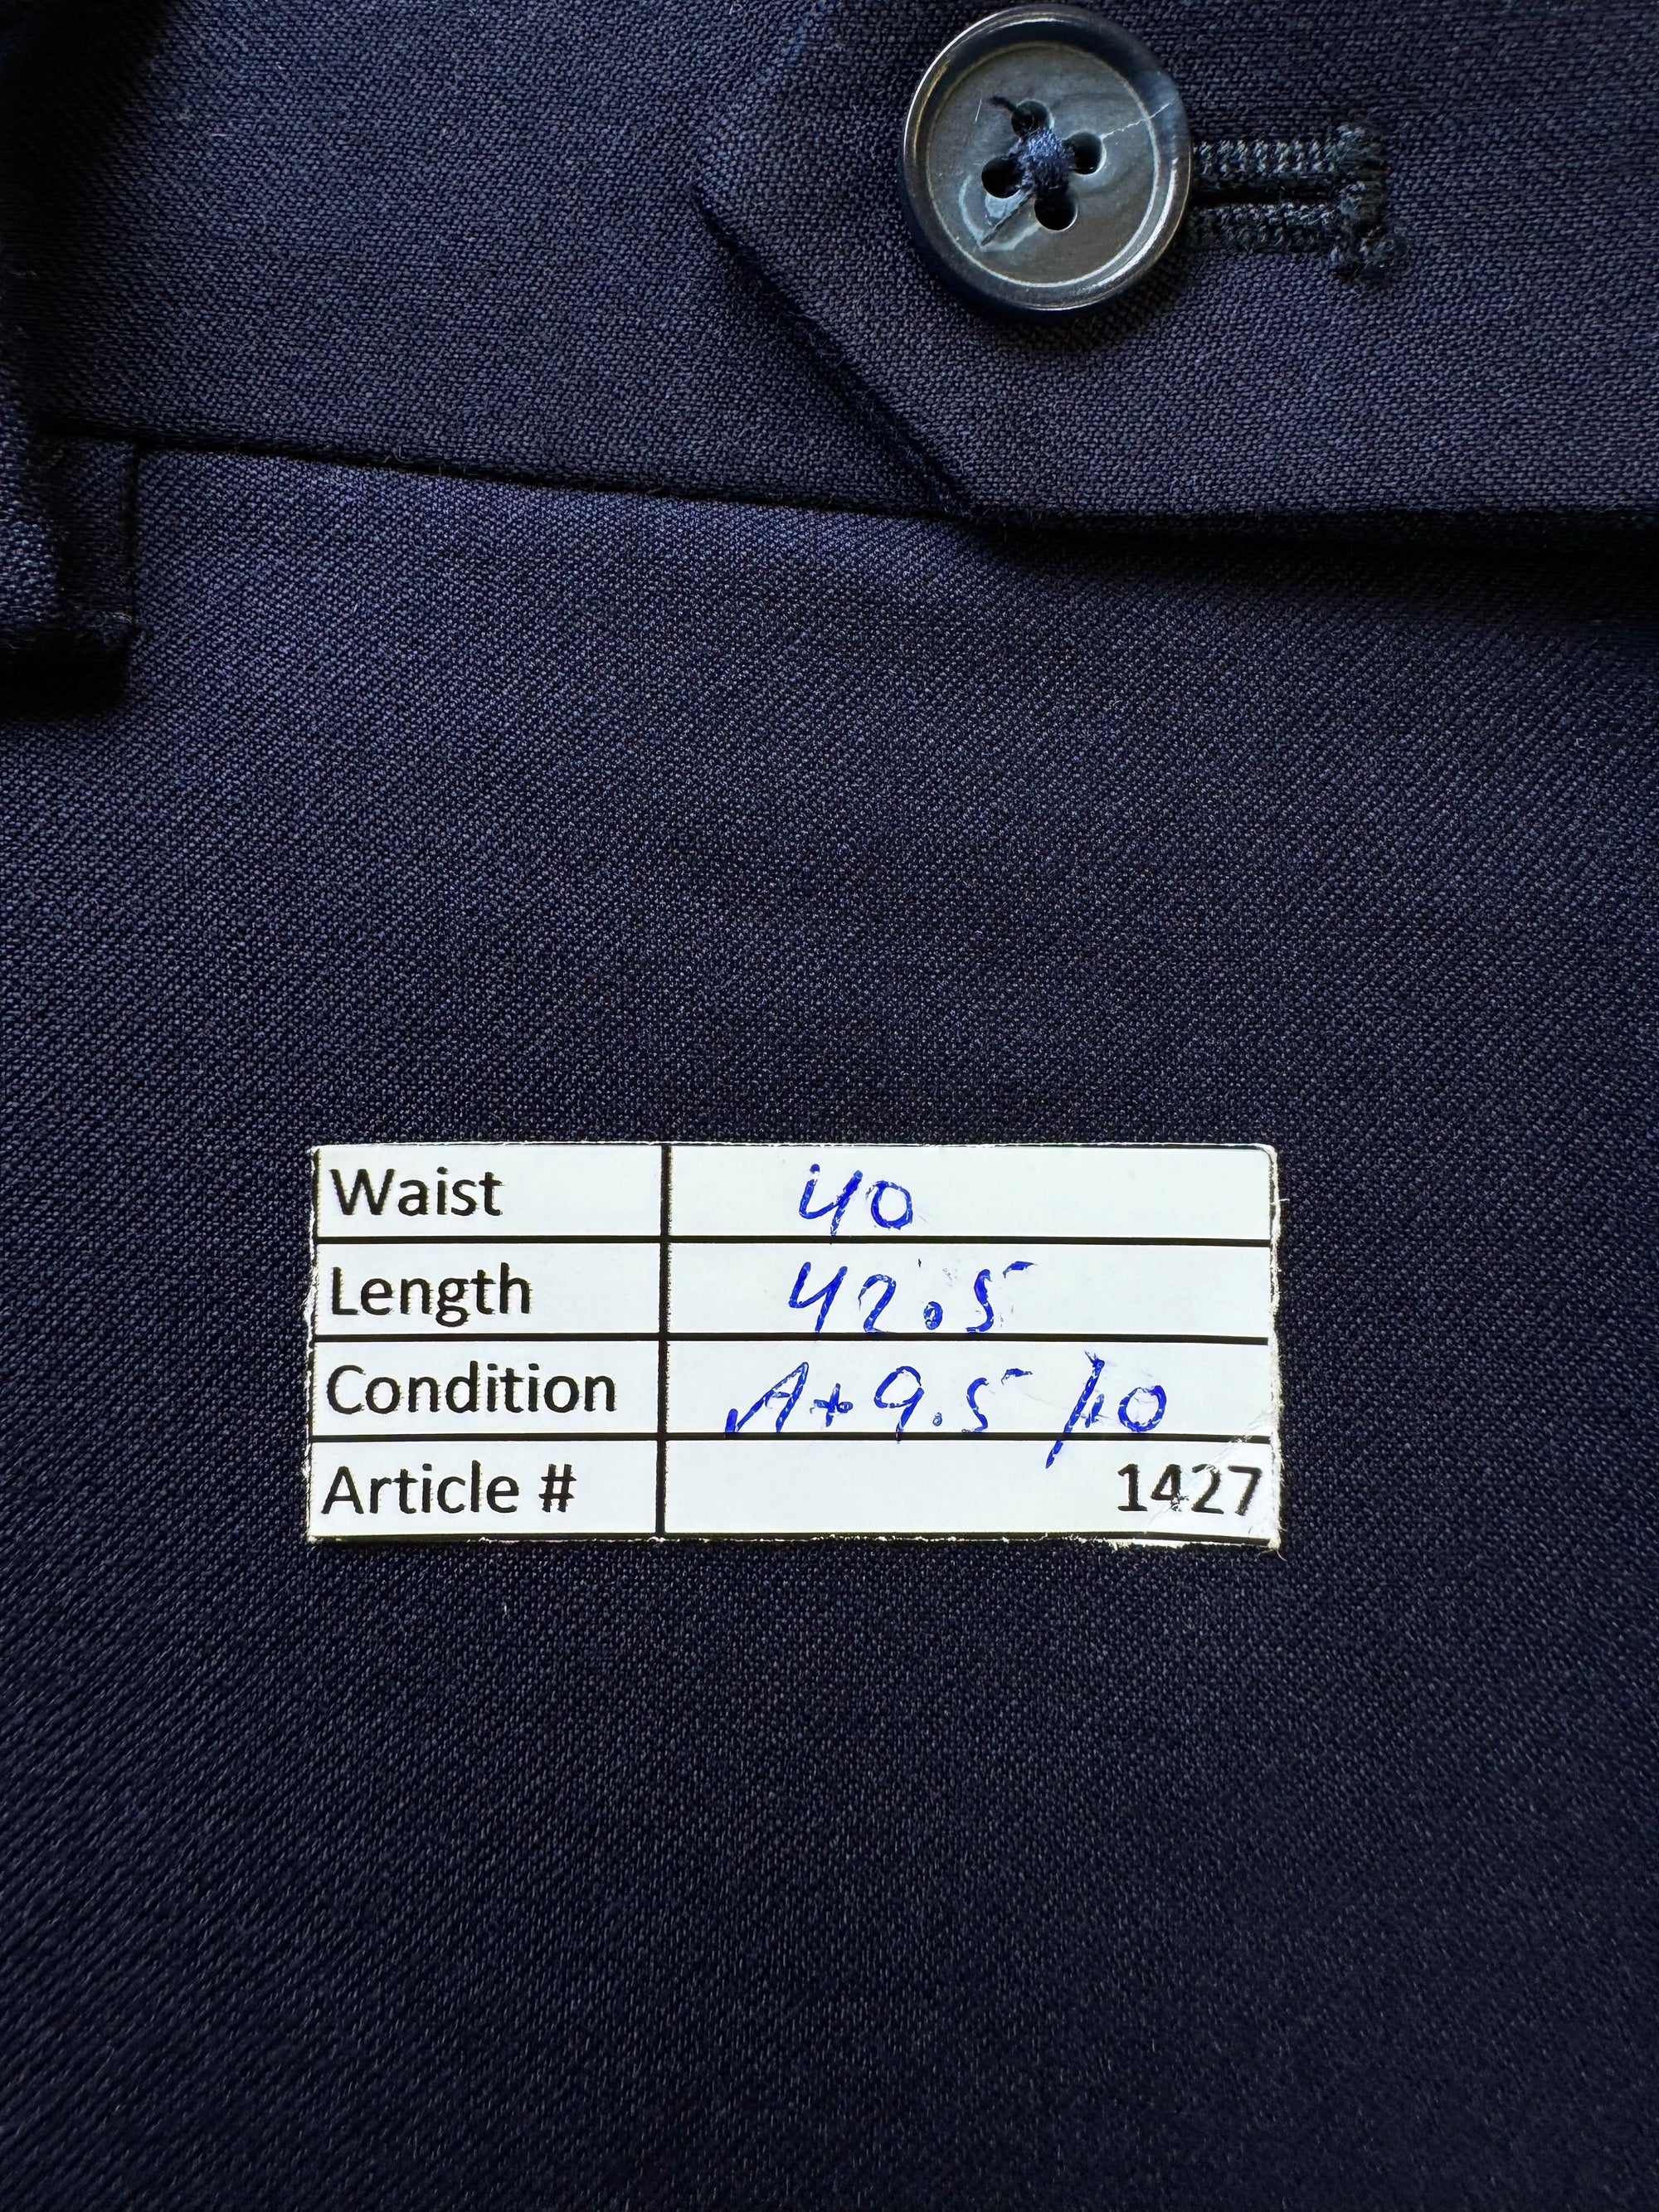 Waist 40
Length 42.5
Condition A+ 9.5/10
Article # 1427